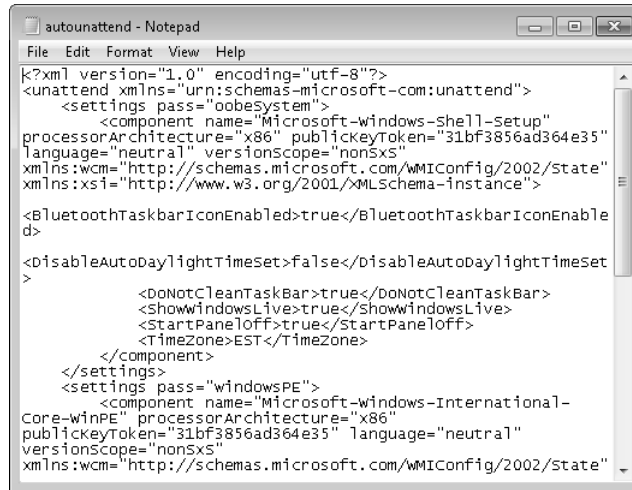 autounattend - Notepad
File Edit Format View Help
<?xml version="1.0" encoding="utf-8"?>
<unattend xmlns="urn:schemas-microsoft-com:unattend">
<settings pass="oobeSystem">
<component name="Microsoft-Windows-Shell-Setup"
processorArchitecture="x86" publicKeyToken="31bf3856ad364e35"
language="neutral" versionScope="nonSxS"
xmlns:wcm="http://schemas.microsoft.com/WMIConfig/2002/State"
xmlns:xsi="http://www.w3.org/2001/XMLSchema-instance">
<BluetoothTaskbarIconEnabled>true</BluetoothTaskbarIconEnable
d>
<DisableAutoDaylightTimeSet>false</DisableAutoDaylightTimeSet
>
<DoNotCleanTaskBar>true</DoNotCleanTaskBar>
<ShowWindowsLive>true</ShowWindowsLive>
<StartPanelOff>true</StartPanelOff>
<TimeZone>EST</TimeZone>
</component>
</settings>
<settings pass="windowsPE">
<component name="Microsoft-Windows-International-
Core-WinPE" processorArchitecture="x86"
publicKeyToken="31bf3856ad364e35" language="neutral"
versionScope="nonSxS"
xmlns:wcm="http://schemas.microsoft.com/WMIConfig/2002/State"